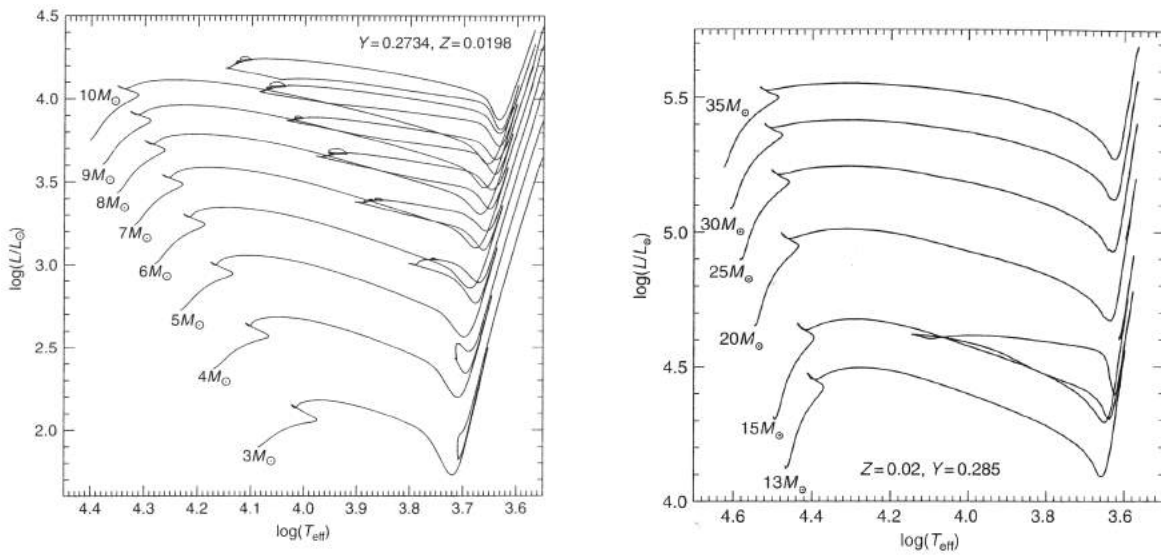 4.5
4.0
3.5
3.0
2.5
2.0
log(L/L⊙)
Y=0.2734, Z=0.0198
10M⊙
9M⊙
8M⊙
7M⊙
6M⊙
5M⊙
4M⊙
3M⊙
4.4 4.3 4.2 4.1 4.0 3.9 3.8 3.7 3.6
log(Teff)
5.5
5.0
4.5
4.0
log(L/L⊙)
35M⊙
30M⊙
25M⊙
20M⊙
15M⊙
13M⊙
Z=0.02, Y=0.285
4.6 4.4 4.2 4.0 3.8 3.6
log(Teff)